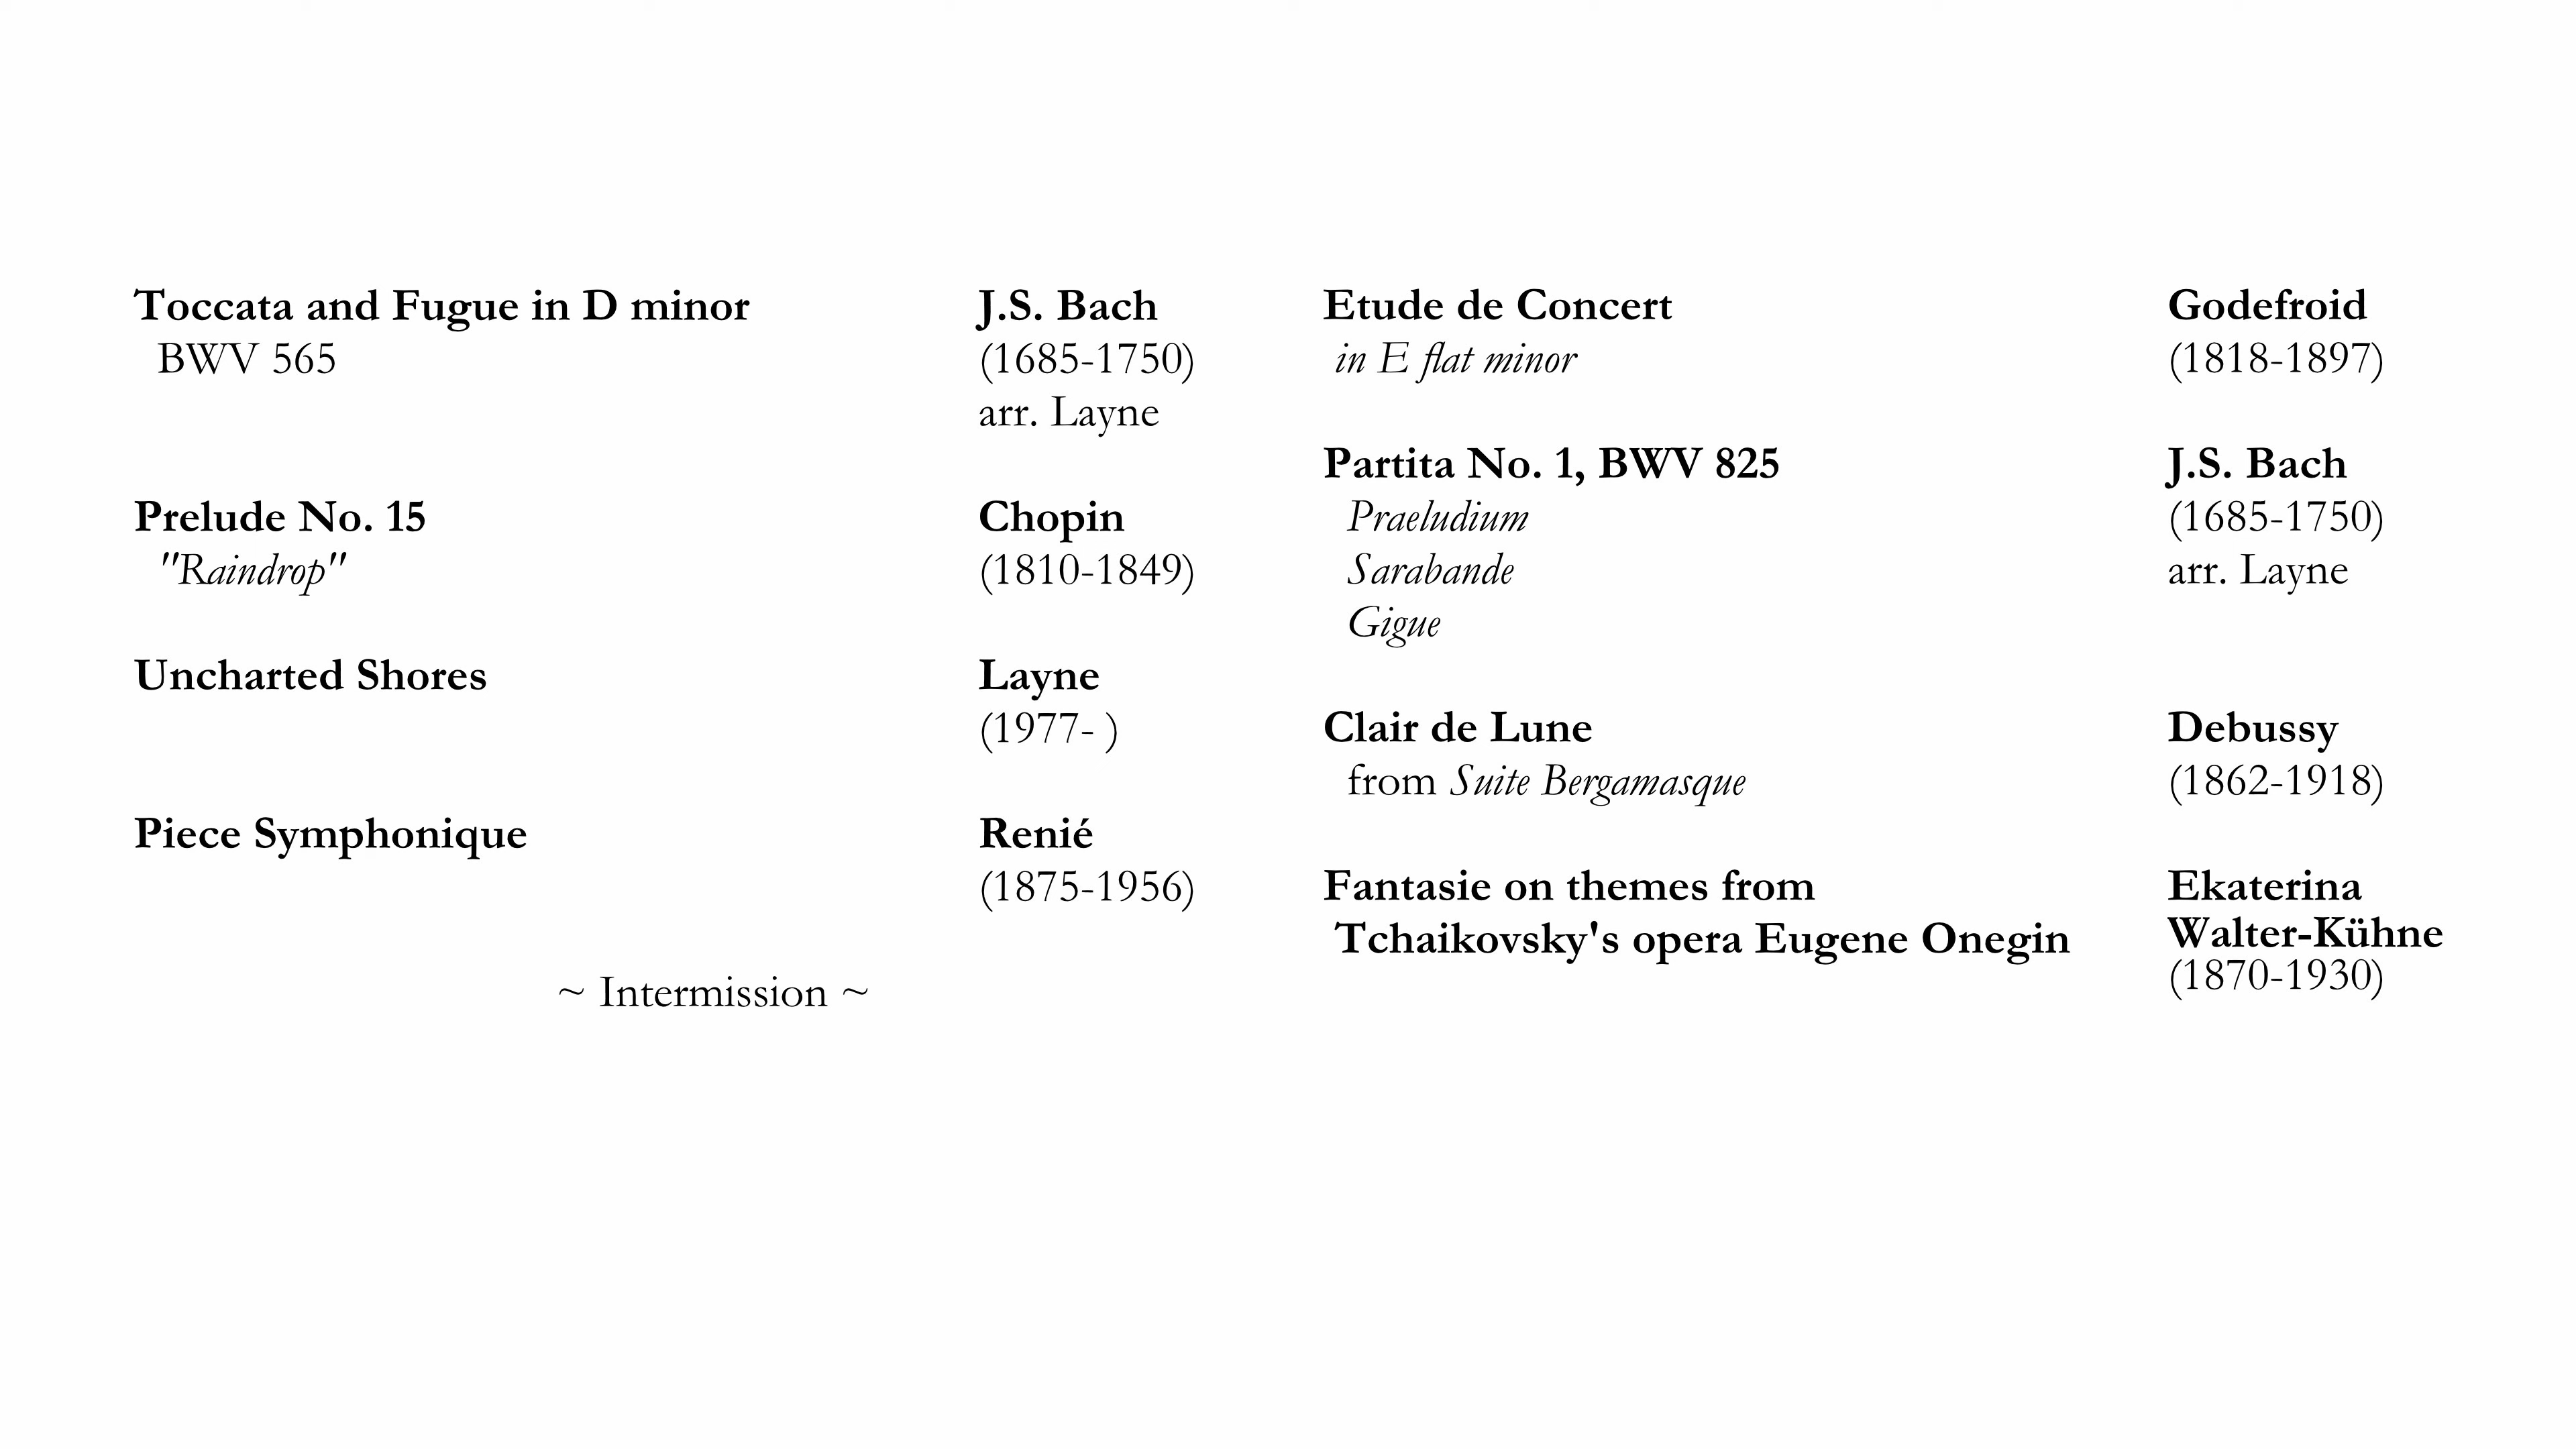 Toccata and Fugue in D minor
BWV 565
J.S. Bach
(1685-1750)
arr. Layne
Prelude No. 15
"Raindrop"
Chopin
(1810-1849)
Uncharted Shores
Layne
(1977- )
Piece Symphonique
Renié
(1875-1956)
~ Intermission ~
Etude de Concert
in E flat minor
Godefroid
(1818-1897)
Partita No. 1, BWV 825
Praeludium
Sarabande
Gigue
J.S. Bach
(1685-1750)
arr. Layne
Clair de Lune
from Suite Bergamasque
Debussy
(1862-1918)
Fantasie on themes from
Tchaikovsky's opera Eugene Onegin
Ekaterina
Walter-Kühne
(1870-1930)